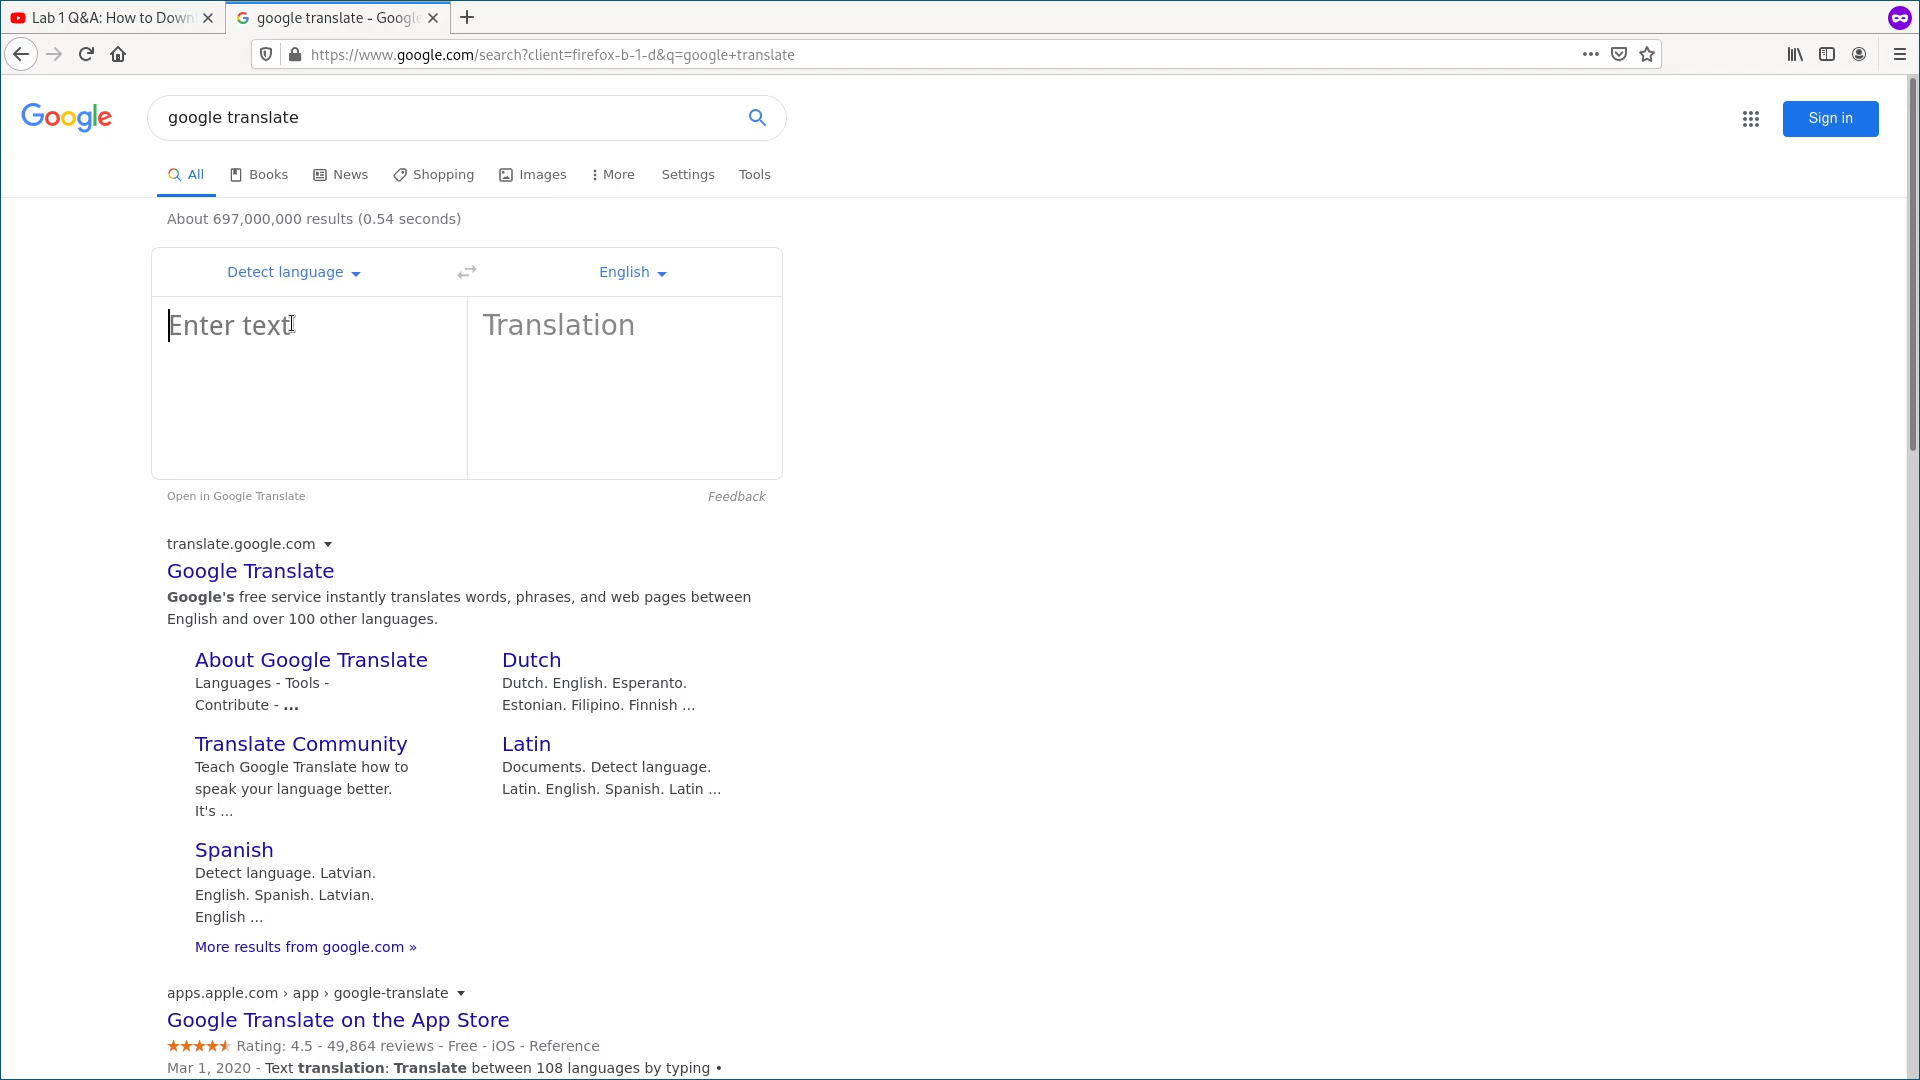 Lab 1 Q&A: How to Down
google translate - Google
https://www.google.com/search?client=firefox-b-1-d&q=google+translate
Google
google translate
Sign in
All
Books
News
Shopping
Images
More
Settings
Tools
About 697,000,000 results (0.54 seconds)
Detect language
English
Enter text
Translation
Open in Google Translate
Feedback
translate.google.com
Google Translate
Google's free service instantly translates words, phrases, and web pages between
English and over 100 other languages.
About Google Translate
Languages - Tools -
Contribute - ...
Dutch
Dutch. English. Esperanto.
Estonian. Filipino. Finnish ...
Translate Community
Teach Google Translate how to
speak your language better.
It's ...
Latin
Documents. Detect language.
Latin. English. Spanish. Latin ...
Spanish
Detect language. Latvian.
English. Spanish. Latvian.
English ...
More results from google.com »
apps.apple.com › app › google-translate
Google Translate on the App Store
Rating: 4.5 - 49,864 reviews - Free - iOS - Reference
Mar 1, 2020 - Text translation: Translate between 108 languages by typing •